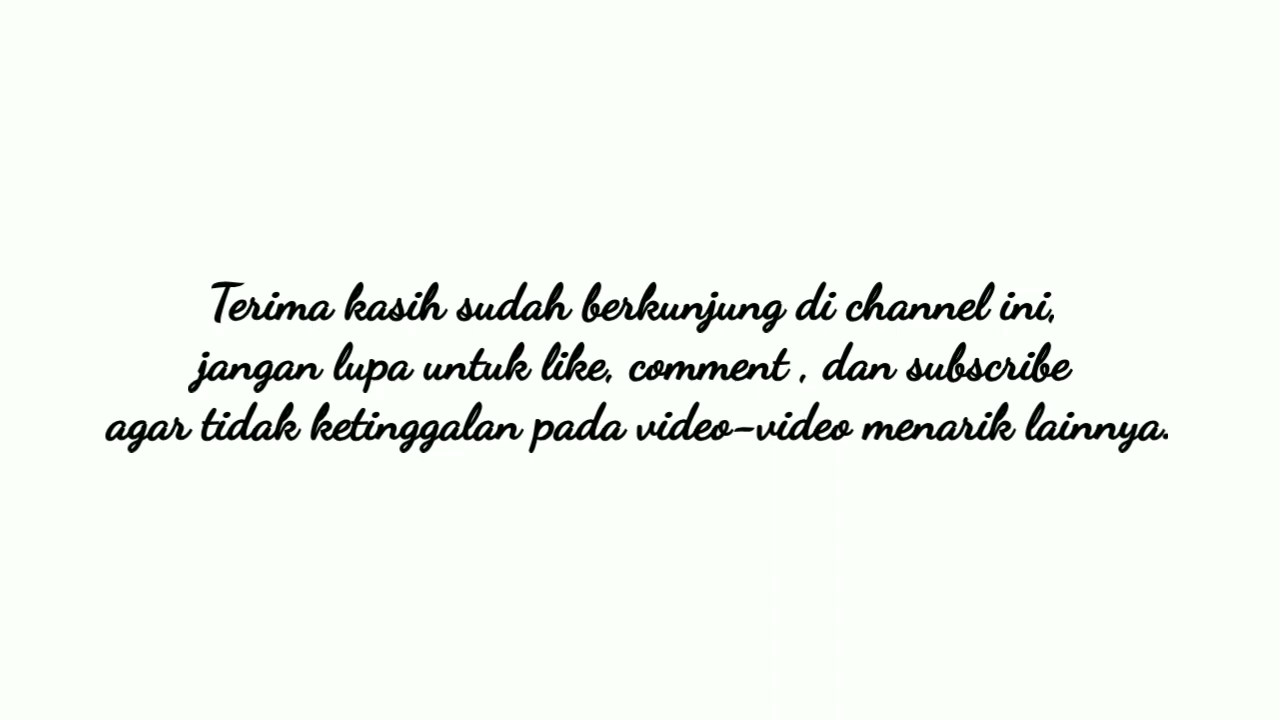 Terima kasih sudah berkunjung di channel ini,
jangan lupa untuk like, comment , dan subscribe
agar tidak ketinggalan pada video-video menarik lainnya.